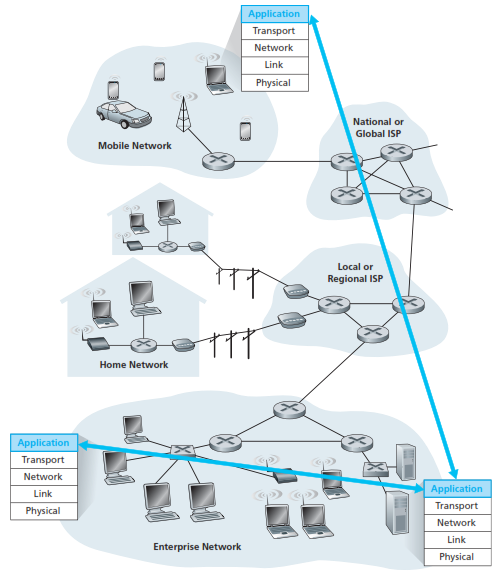 Application
Transport
Network
Link
Physical
National or
Global ISP
Mobile Network
Local or
Regional ISP
Home Network
Application
Transport
Network
Link
Physical
Application
Transport
Network
Link
Physical
Enterprise Network